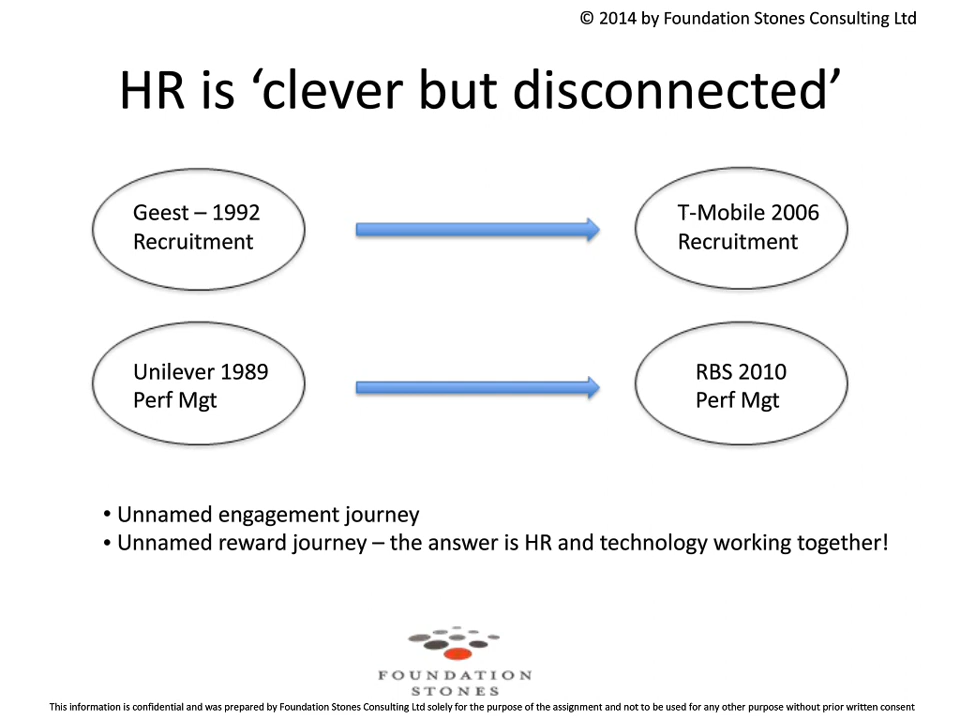 © 2014 by Foundation Stones Consulting Ltd
HR is ‘clever but disconnected’
Geest – 1992
Recruitment
T-Mobile 2006
Recruitment
Unilever 1989
Perf Mgt
RBS 2010
Perf Mgt
• Unnamed engagement journey
• Unnamed reward journey – the answer is HR and technology working together!
FOUNDATION
STONES
This information is confidential and was prepared by Foundation Stones Consulting Ltd solely for the purpose of the assignment and not to be used for any other purpose without prior written consent